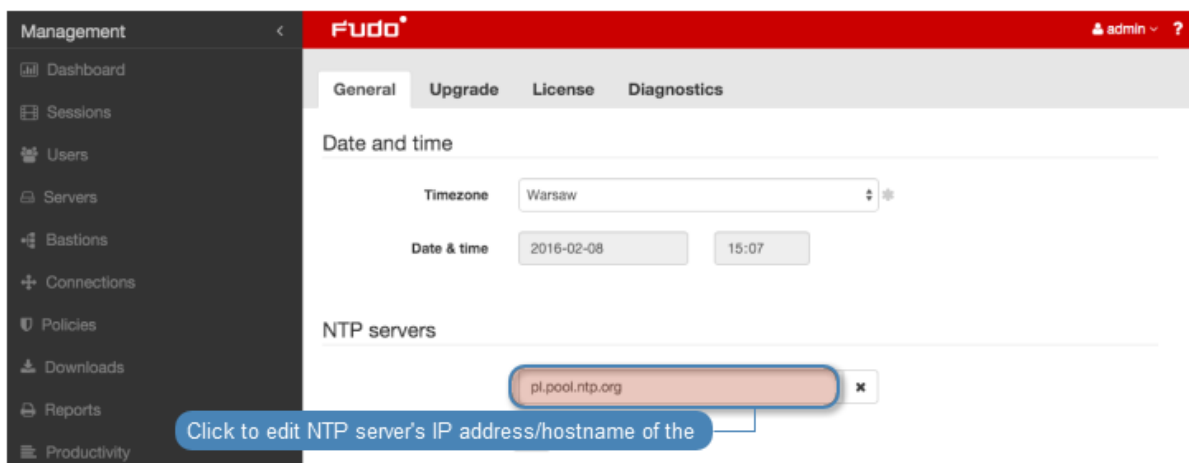 Management
FUDO
admin ?
Dashboard
General Upgrade License Diagnostics
Sessions
Date and time
Users
Timezone Warsaw
Servers
Bastions
Date & time 2016-02-08 15:07
Connections
Policies
NTP servers
Downloads
pl.pool.ntp.org
Reports
Click to edit NTP server's IP address/hostname of the
Productivity